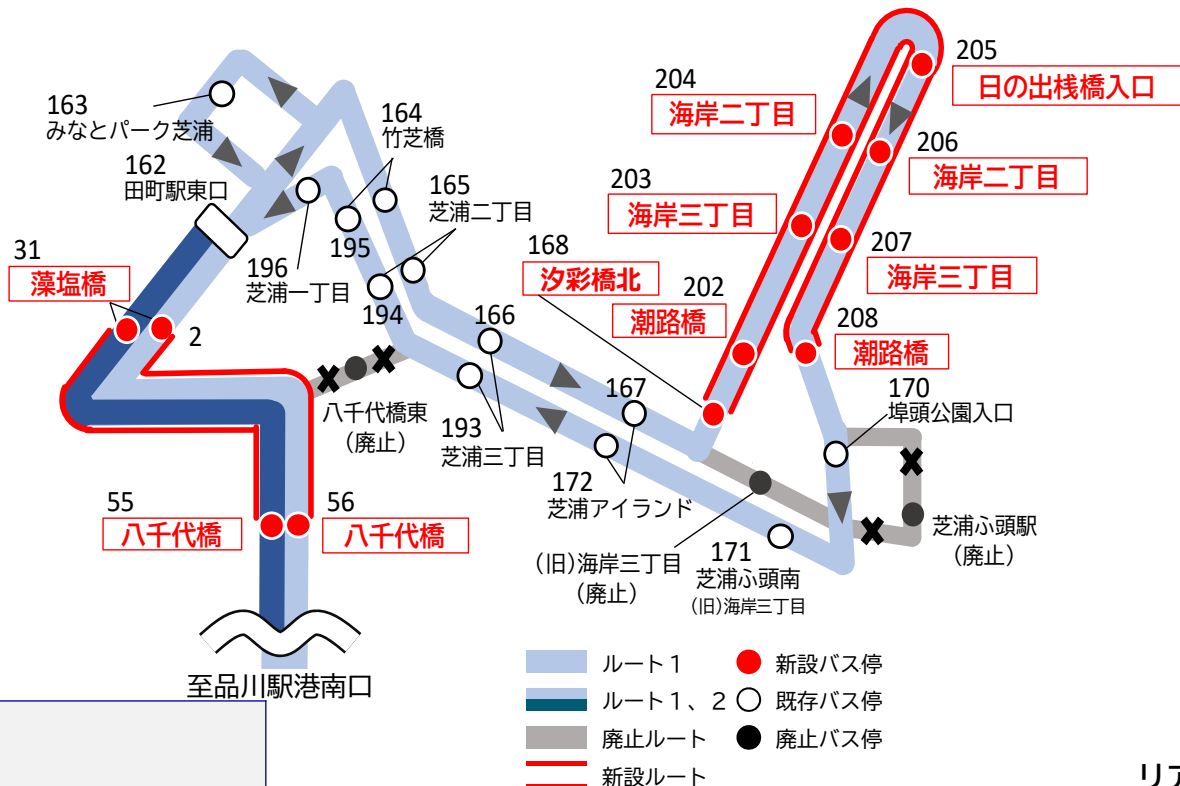 205
日の出桟橋入口
204
海岸二丁目
206
海岸二丁目
163
みなとパーク芝浦
164
竹芝橋
162
田町駅東口
165
芝浦二丁目
203
海岸三丁目
207
海岸三丁目
31
藻塩橋
2
196
芝浦一丁目
195
194
168
汐彩橋北
202
潮路橋
208
潮路橋
166
167
170
埠頭公園入口
八千代橋東
(廃止)
193
芝浦三丁目
172
芝浦アイランド
55
八千代橋
56
八千代橋
(旧)海岸三丁目
(廃止)
171
芝浦ふ頭南
(旧)海岸三丁目
芝浦ふ頭駅
(廃止)
至品川駅港南口
ルート１
新設バス停
ルート１、２
既存バス停
廃止ルート
廃止バス停
新設ルート
リア